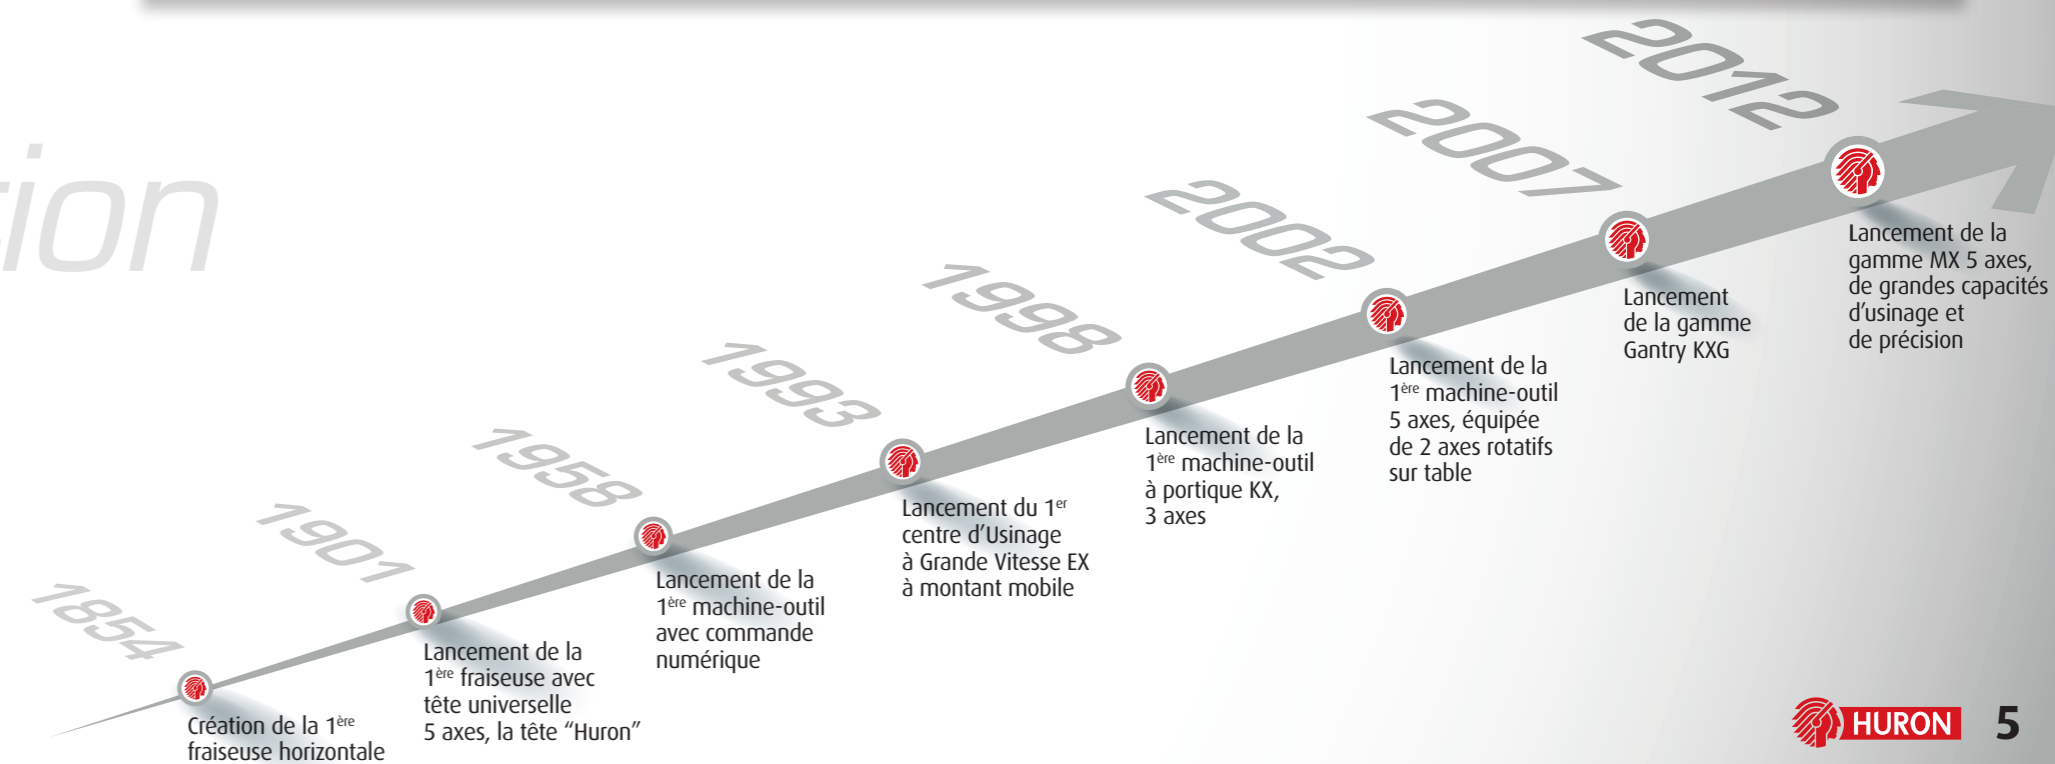 tion
1854
Création de la 1ère
fraiseuse horizontale
1901
Lancement de la
1ère fraiseuse avec
tête universelle
5 axes, la tête “Huron”
1958
Lancement de la
1ère machine-outil
avec commande
numérique
1993
Lancement du 1er
centre d’Usinage
à Grande Vitesse EX
à montant mobile
1998
Lancement de la
1ère machine-outil
à portique KX,
3 axes
2002
Lancement de la
1ère machine-outil
5 axes, équipée
de 2 axes rotatifs
sur table
2007
Lancement
de la gamme
Gantry KXG
2012
Lancement de la
gamme MX 5 axes,
de grandes capacités
d’usinage et
de précision
HURON 5